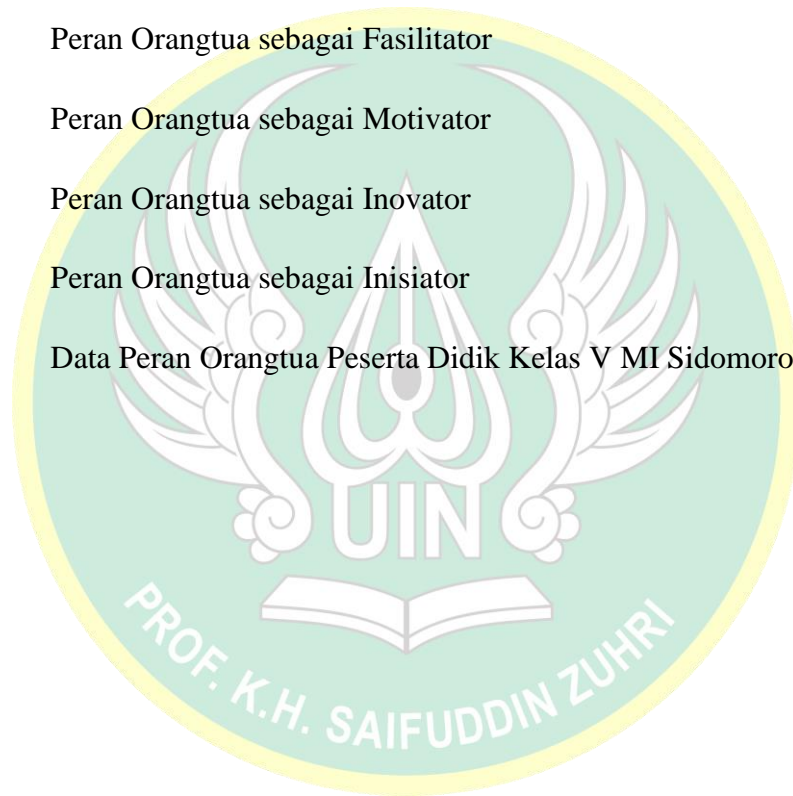 Peran Orangtua sebagai Fasilitator
Peran Orangtua sebagai Motivator
Peran Orangtua sebagai Inovator
Peran Orangtua sebagai Inisiator
Data Peran Orangtua Peserta Didik Kelas V MI Sidomoro
UIN
PROF. K.H. SAIFUDDIN ZUHRI